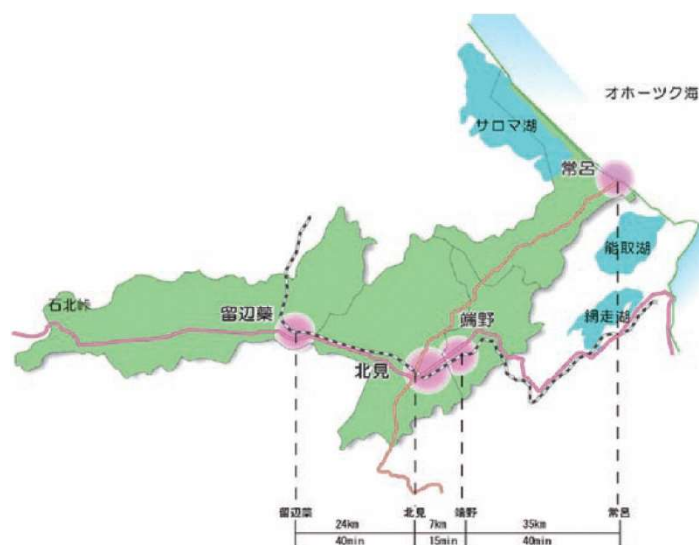 オホーツク海
サロマ湖
常呂
能取湖
石北峠
留辺蘂
端野
網走湖
北見
留辺蘂 北見 端野 常呂
24km 7km 35km
40min 15min 40min